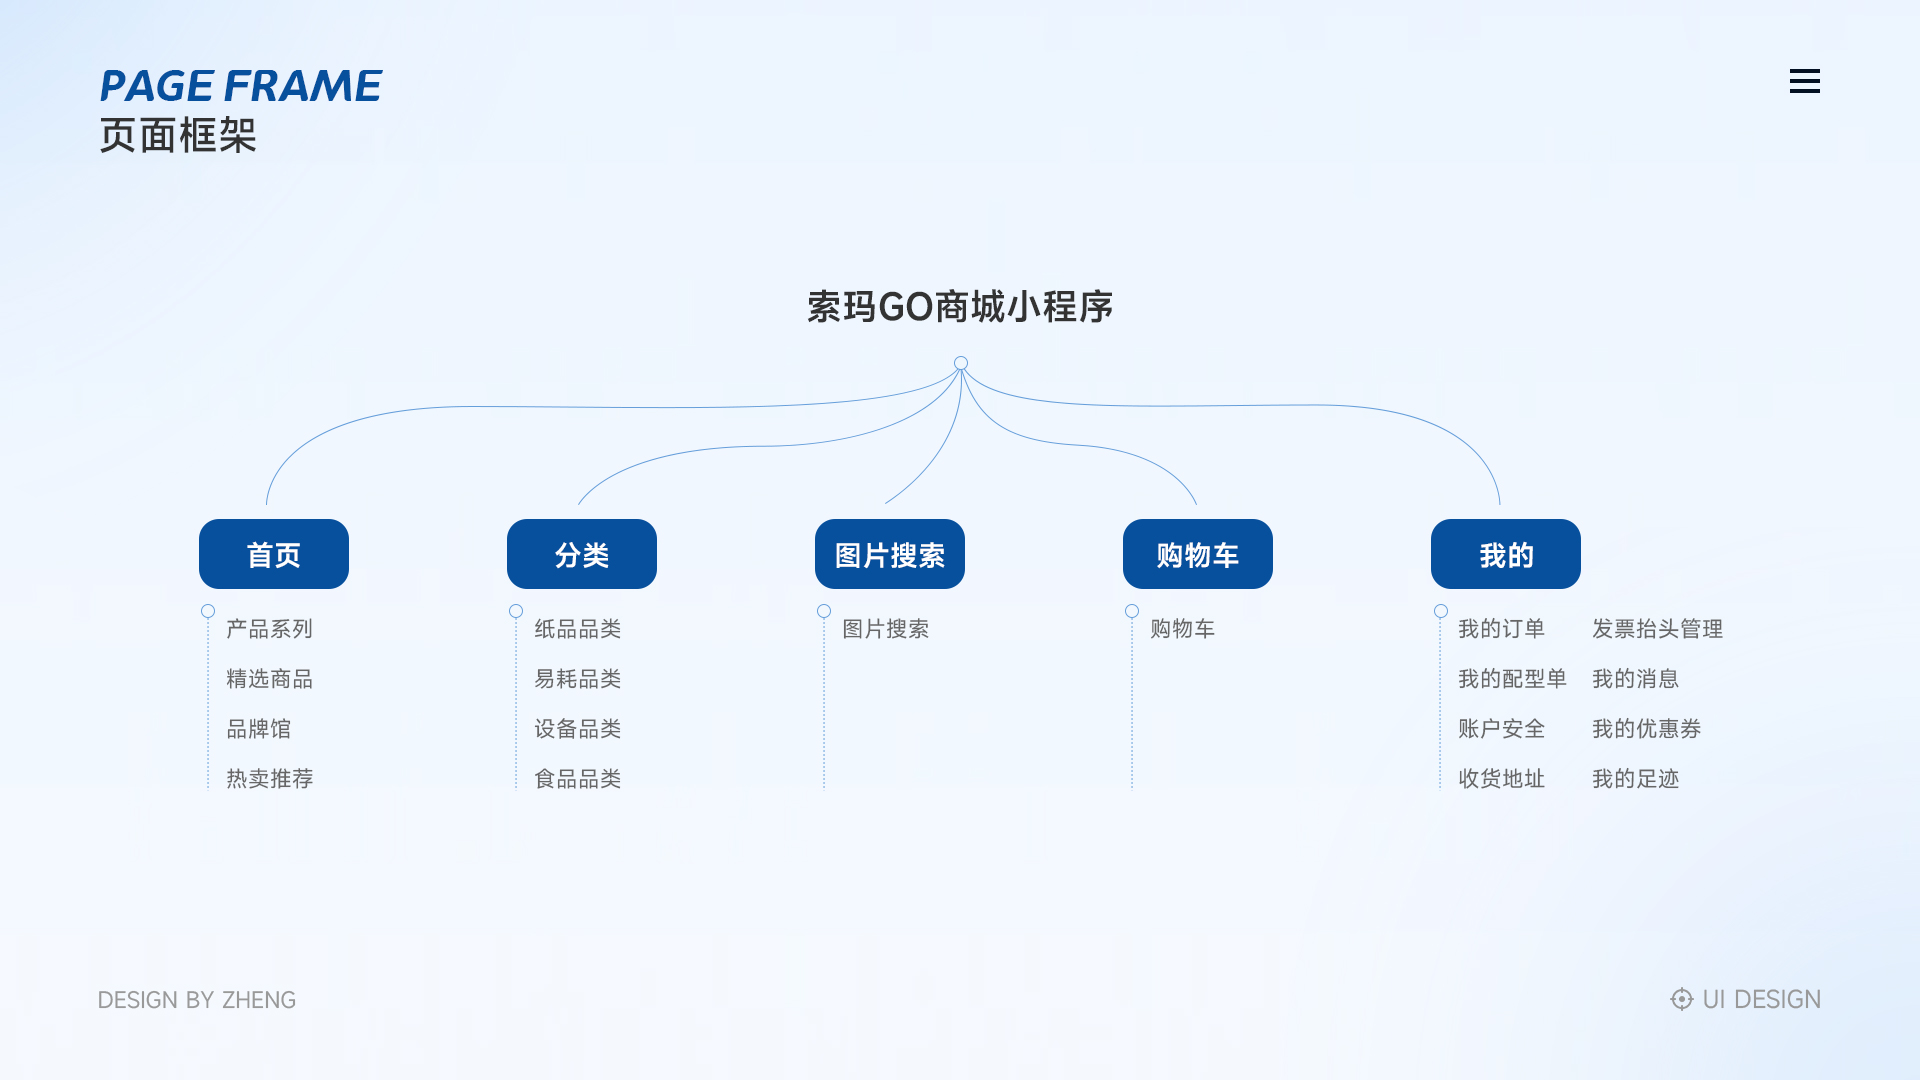 PAGE FRAME
页面框架
索玛GO商城小程序
首页
产品系列
精选商品
品牌馆
热卖推荐
分类
纸品品类
易耗品类
设备品类
食品品类
图片搜索
图片搜索
购物车
购物车
我的
我的订单
我的配型单
账户安全
收货地址
发票抬头管理
我的消息
我的优惠券
我的足迹
DESIGN BY ZHENG
UI DESIGN